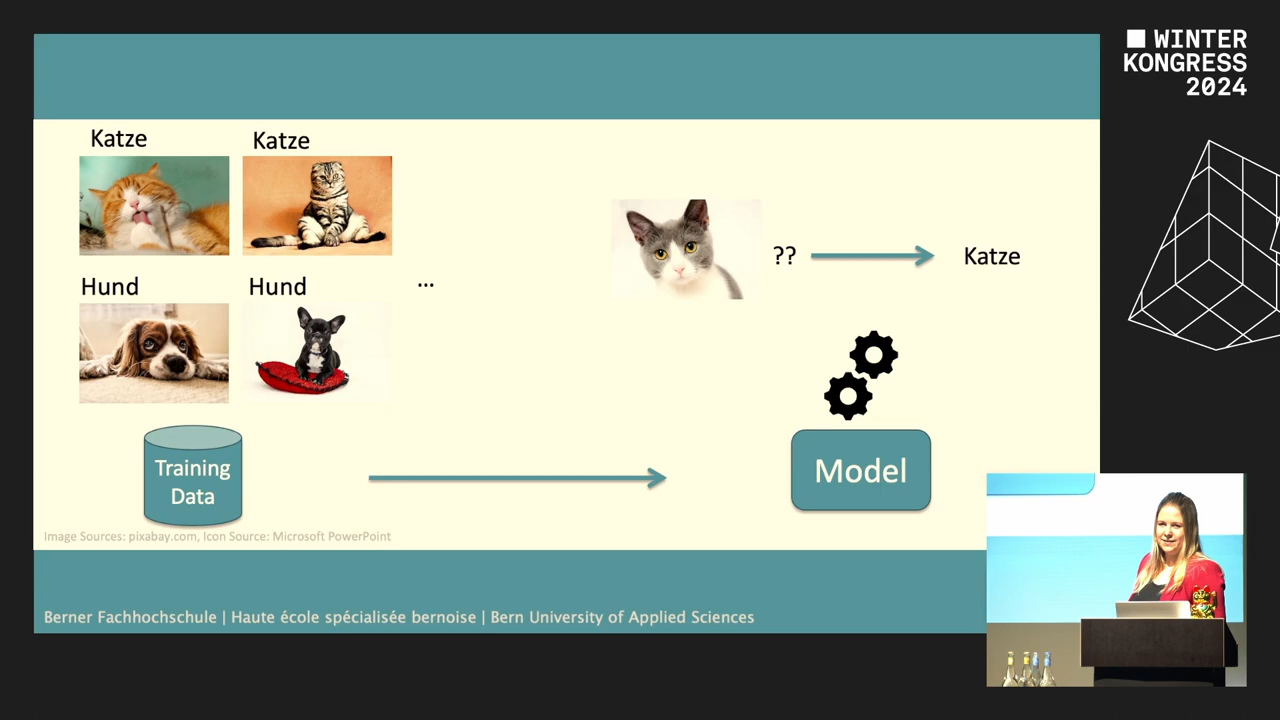 WINTER
KONGRESS
2024
Katze
Katze
Hund
Hund
...
??
Katze
Training
Data
Model
Image Sources: pixabay.com, Icon Source: Microsoft PowerPoint
Berner Fachhochschule | Haute école spécialisée bernoise | Bern University of Applied Sciences